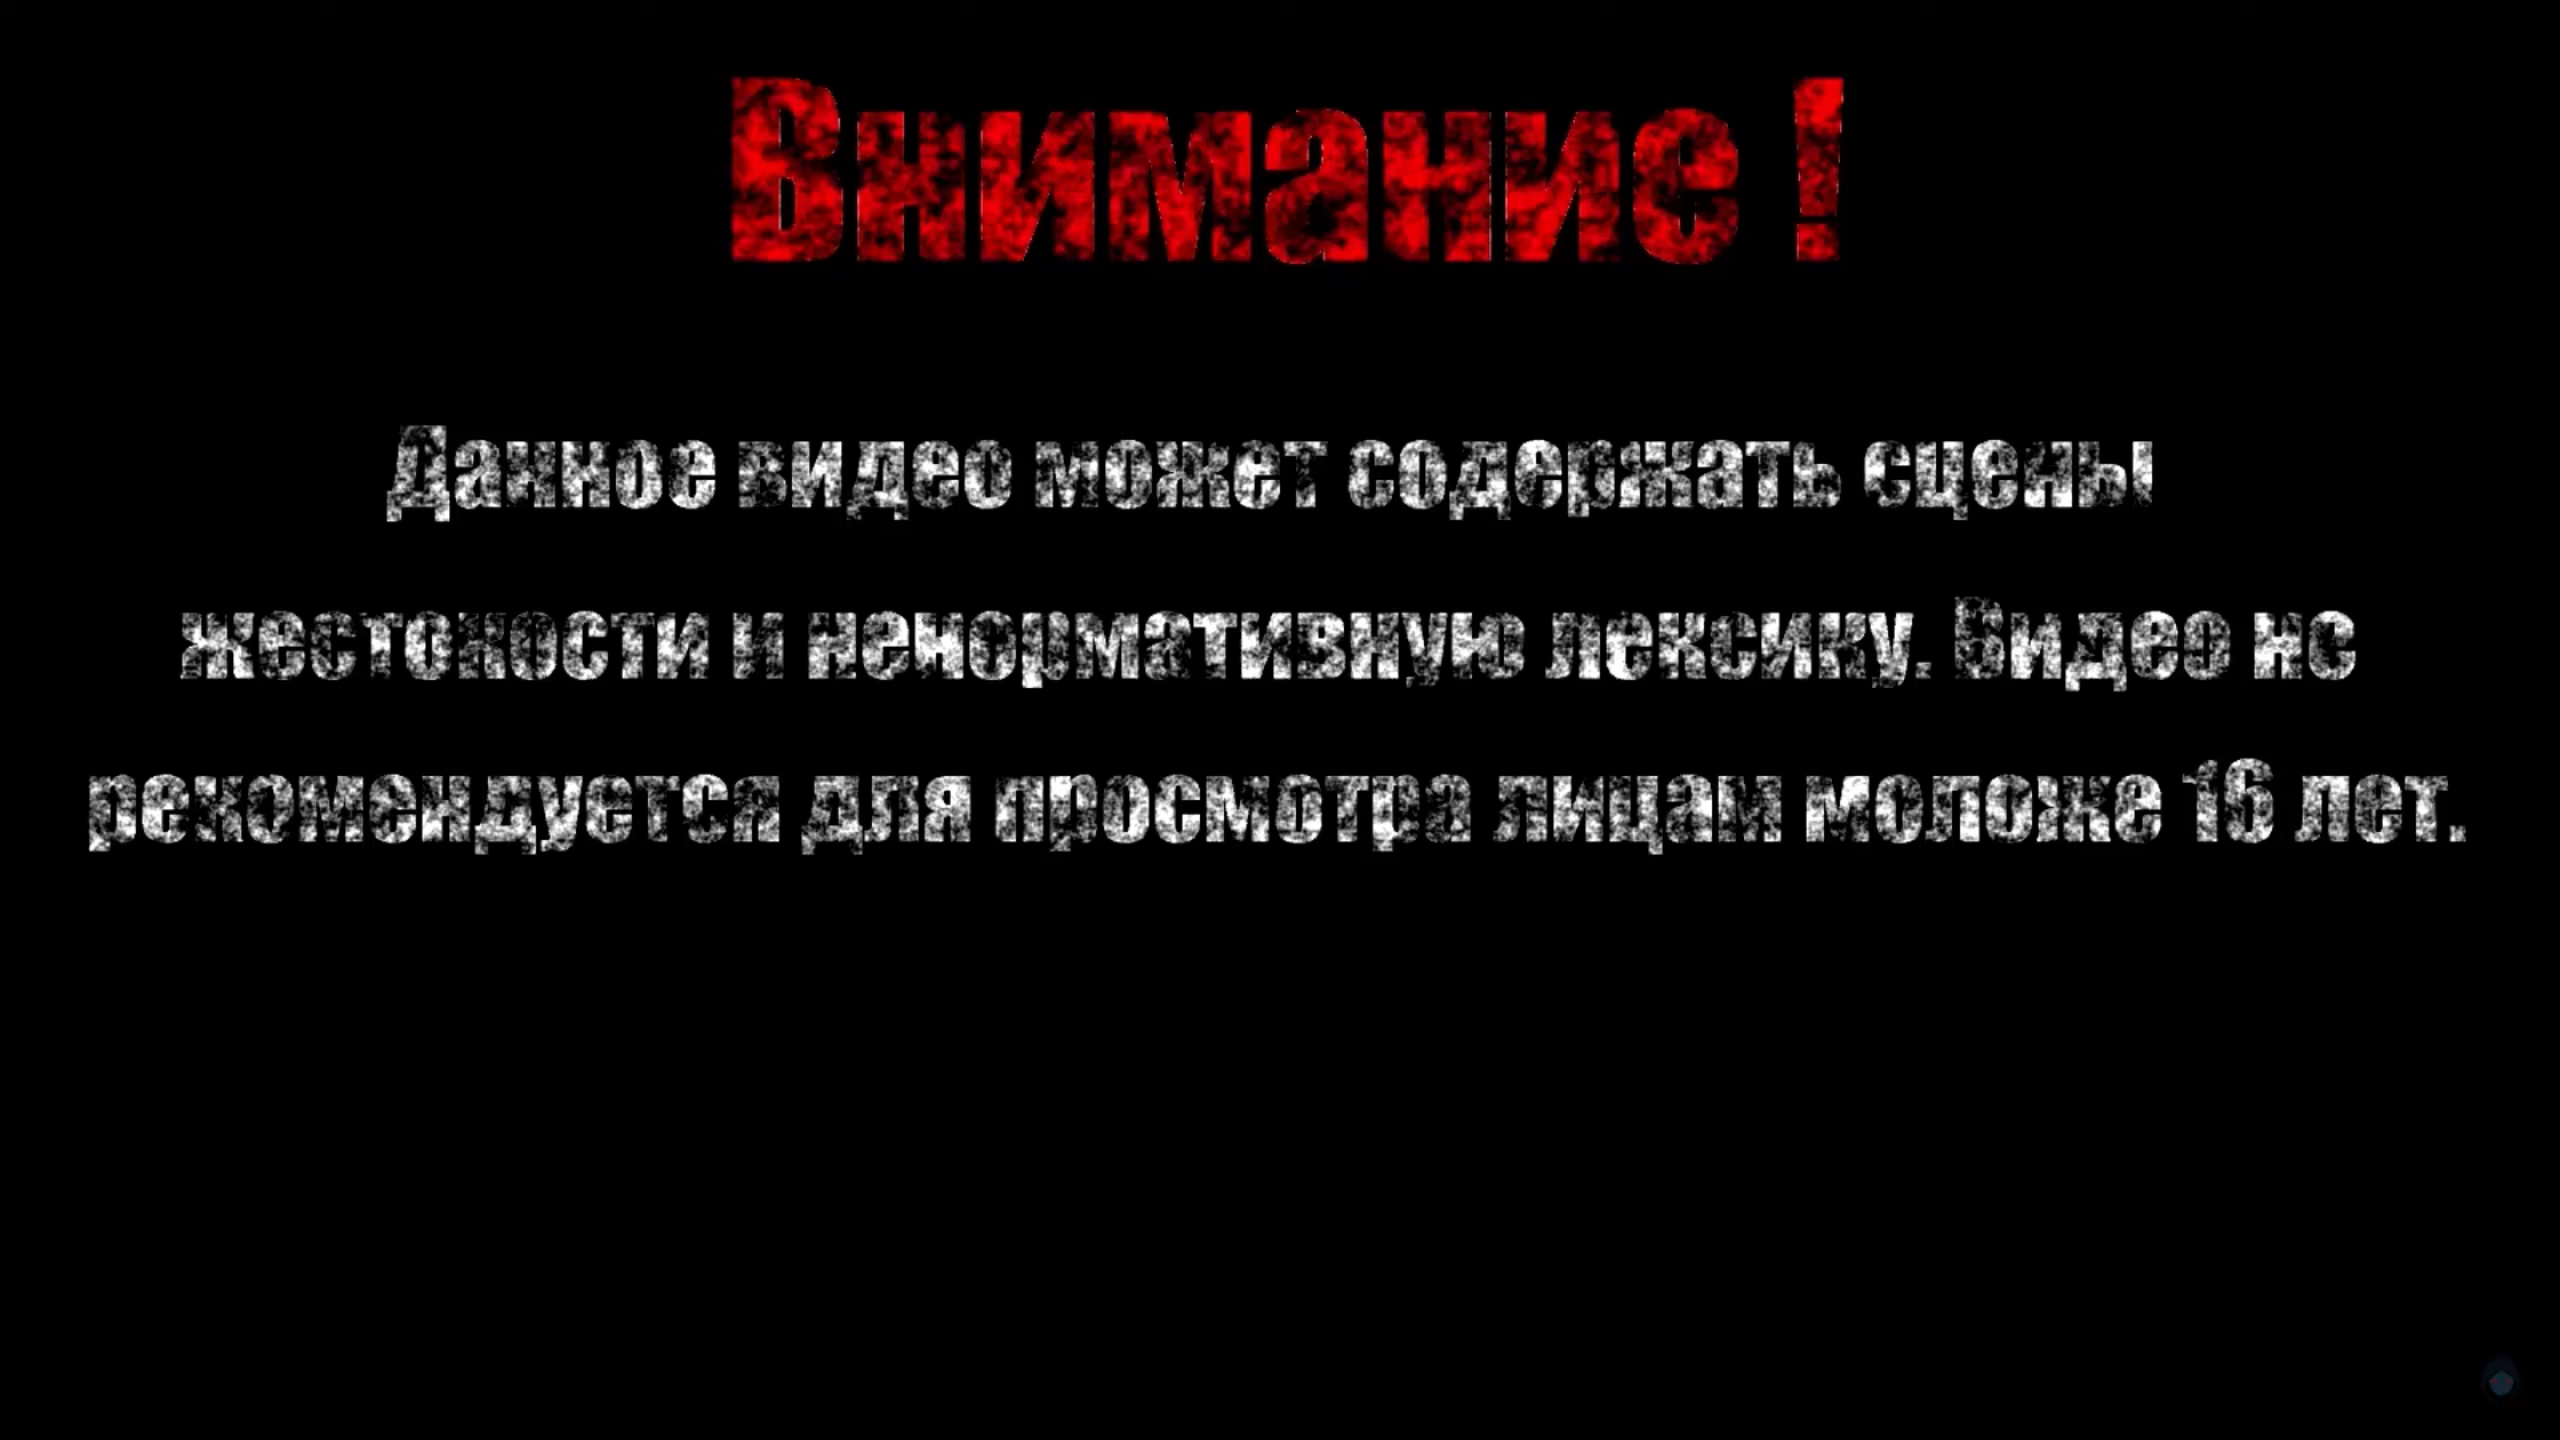 Внимание !
Данное видео может содержать сцены
жестокости и ненормативную лексику. Видео не
рекомендуется для просмотра лицам моложе 16 лет.